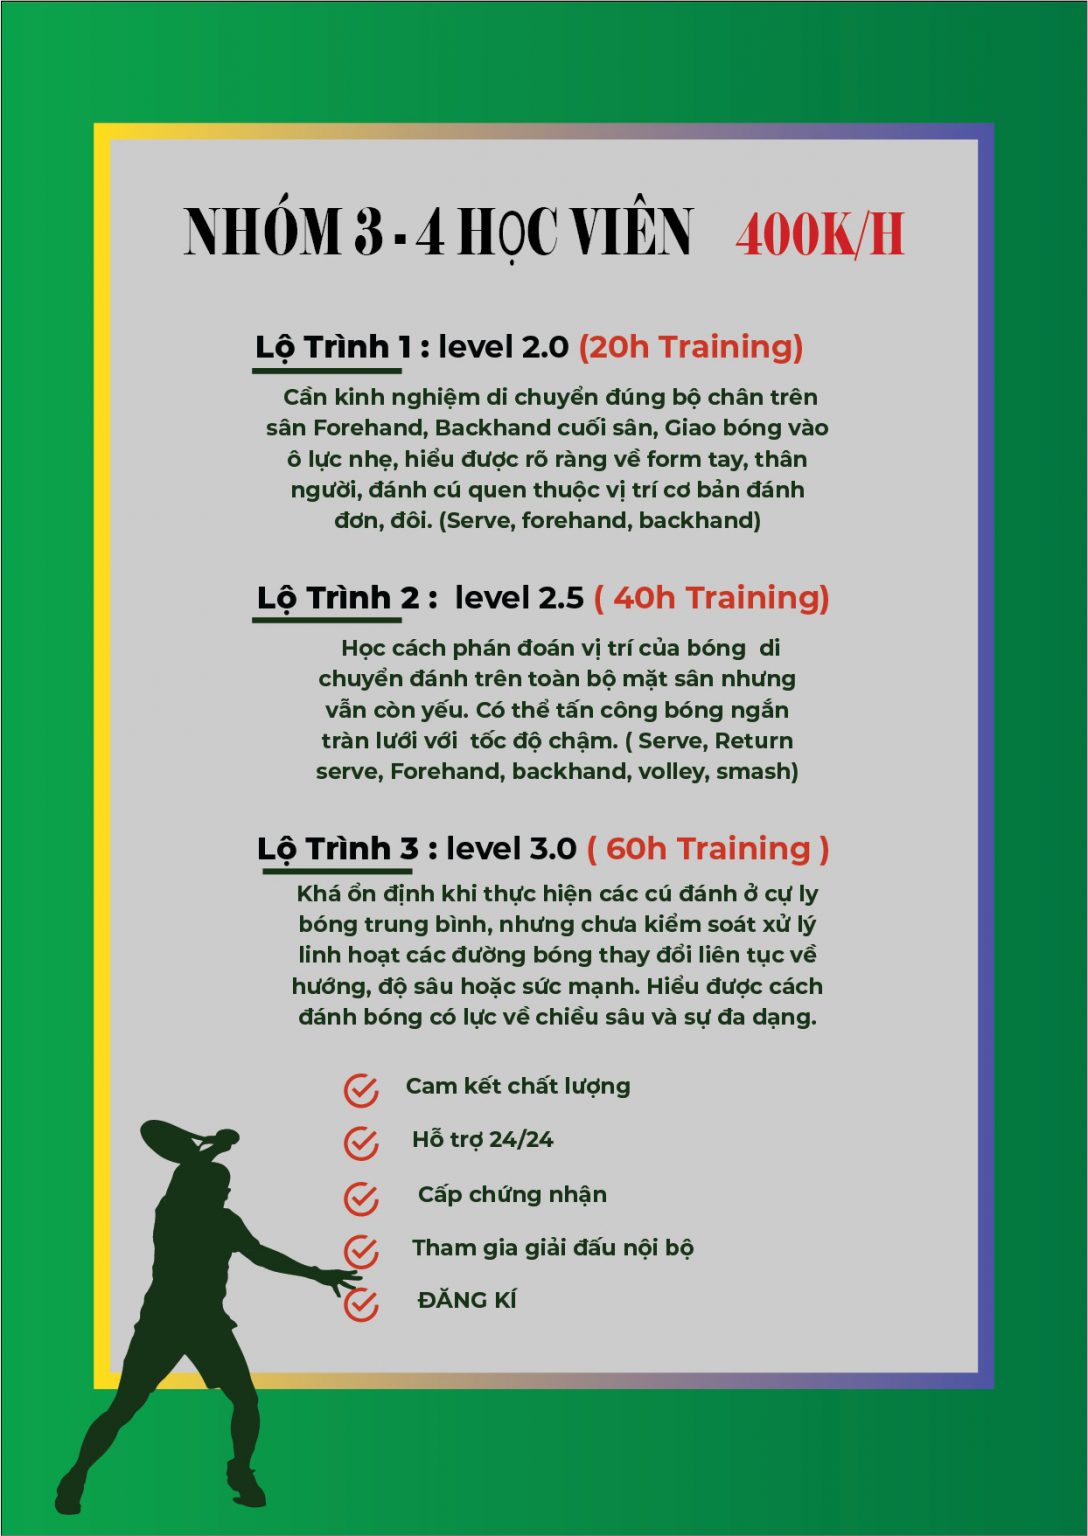 NHÓM 3 - 4 HỌC VIÊN 400K/H
Lộ Trình 1 : level 2.0 (20h Training)
Cần kinh nghiệm di chuyển đúng bộ chân trên
sân Forehand, Backhand cuối sân, Giao bóng vào
ô lực nhẹ, hiểu được rõ ràng về form tay, thân
người, đánh cú quen thuộc vị trí cơ bản đánh
đơn, đôi. (Serve, forehand, backhand)
Lộ Trình 2 : level 2.5 ( 40h Training)
Học cách phán đoán vị trí của bóng di
chuyển đánh trên toàn bộ mặt sân nhưng
vẫn còn yếu. Có thể tấn công bóng ngắn
tràn lưới với tốc độ chậm. ( Serve, Return
serve, Forehand, backhand, volley, smash)
Lộ Trình 3 : level 3.0 ( 60h Training )
Khá ổn định khi thực hiện các cú đánh ở cự ly
bóng trung bình, nhưng chưa kiểm soát xử lý
linh hoạt các đường bóng thay đổi liên tục về
hướng, độ sâu hoặc sức mạnh. Hiểu được cách
đánh bóng có lực về chiều sâu và sự đa dạng.
Cam kết chất lượng
Hỗ trợ 24/24
Cấp chứng nhận
Tham gia giải đấu nội bộ
ĐĂNG KÍ